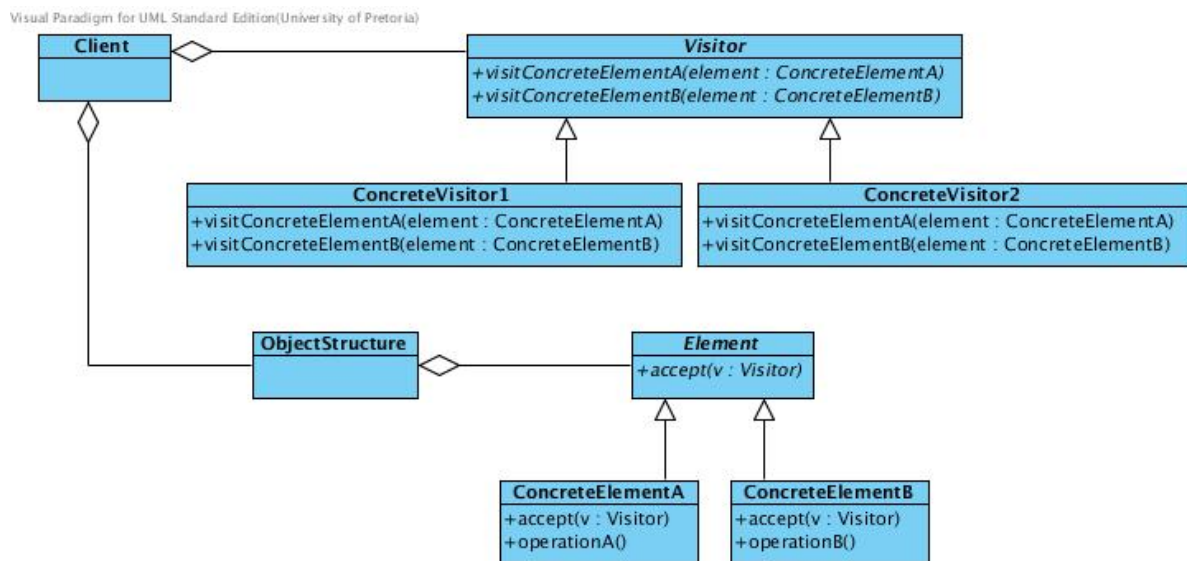 Visual Paradigm for UML Standard Edition(University of Pretoria)
Client
Visitor
+visitConcreteElementA(element : ConcreteElementA)
+visitConcreteElementB(element : ConcreteElementB)
ConcreteVisitor1
+visitConcreteElementA(element : ConcreteElementA)
+visitConcreteElementB(element : ConcreteElementB)
ConcreteVisitor2
+visitConcreteElementA(element : ConcreteElementA)
+visitConcreteElementB(element : ConcreteElementB)
ObjectStructure
Element
+accept(v : Visitor)
ConcreteElementA
+accept(v : Visitor)
+operationA()
ConcreteElementB
+accept(v : Visitor)
+operationB()